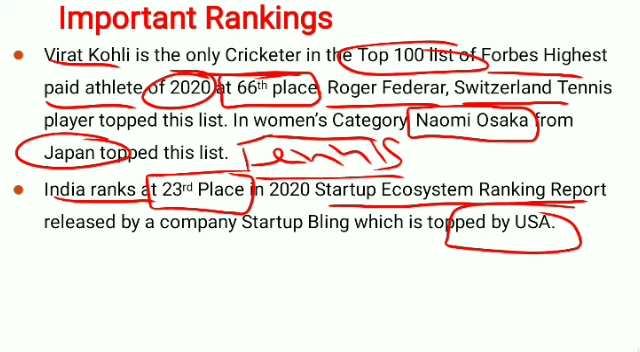 Important Rankings
Virat Kohli is the only Cricketer in the Top 100 list of Forbes Highest
paid athlete of 2020 at 66th place. Roger Federar, Switzerland Tennis
player topped this list. In women's Category Naomi Osaka from
Japan topped this list. Tennis
India ranks at 23rd Place in 2020 Startup Ecosystem Ranking Report
released by a company Startup Bling which is topped by USA.